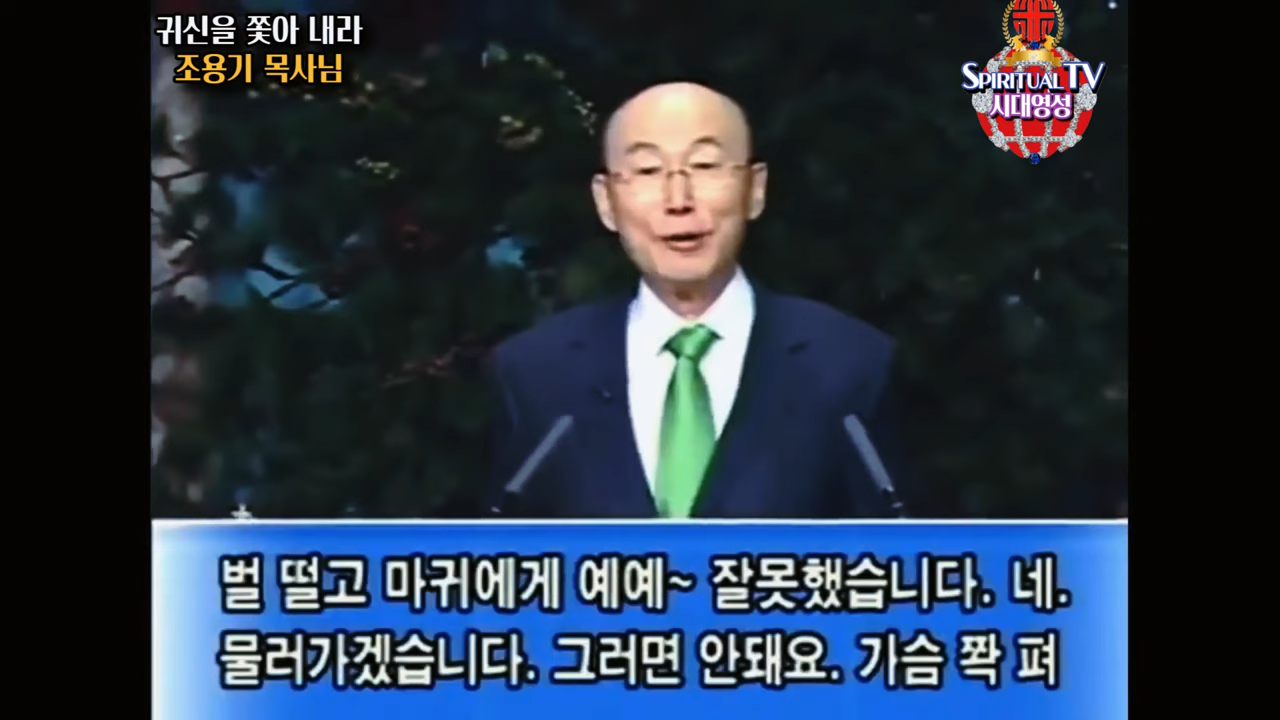 귀신을 쫓아 내라
조용기 목사님
SPIRITUAL TV
시대영성
벌 떨고 마귀에게 예예~ 잘못했습니다. 네.
물러가겠습니다. 그러면 안돼요. 가슴 쫙 펴